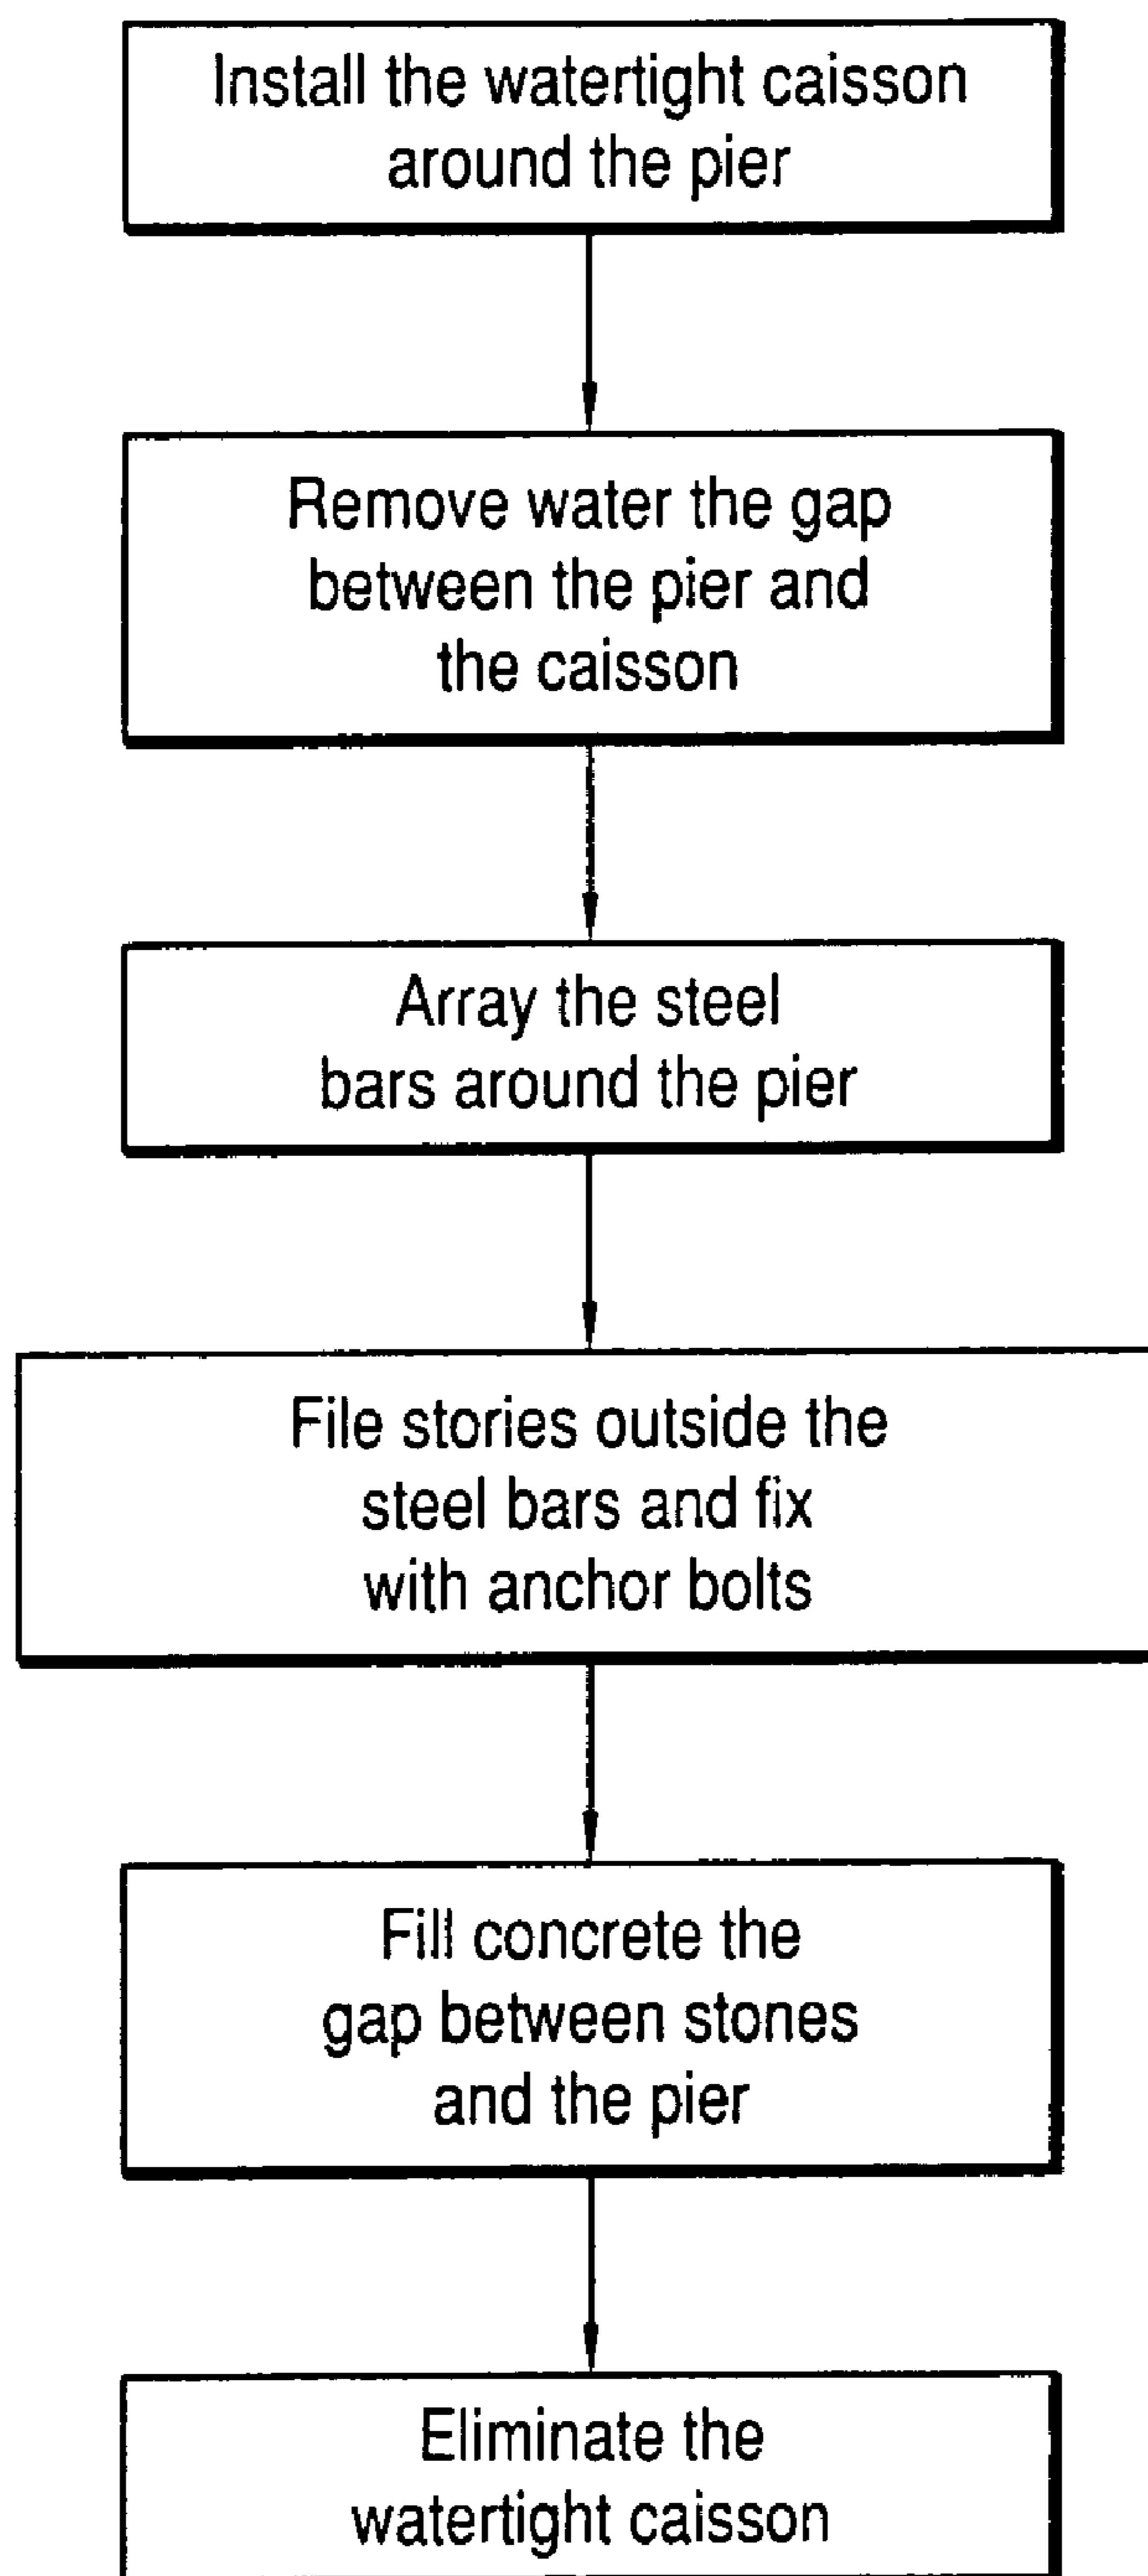 Install the watertight caisson
around the pier
Remove water the gap
between the pier and
the caisson
Array the steel
bars around the pier
File stories outside the
steel bars and fix
with anchor bolts
Fill concrete the
gap between stones
and the pier
Eliminate the
watertight caisson